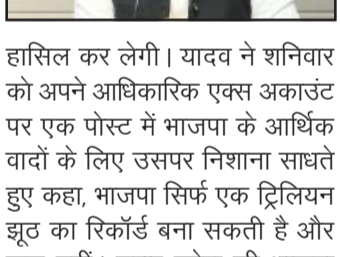 हासिल कर लेगी। यादव ने शनिवार
को अपने आधिकारिक एक्स अकाउंट
पर एक पोस्ट में भाजपा के आर्थिक
वादों के लिए उसपर निशाना साधते
हुए कहा, भाजपा सिर्फ एक ट्रिलियन
झूठ का रिकॉर्ड बना सकती है और